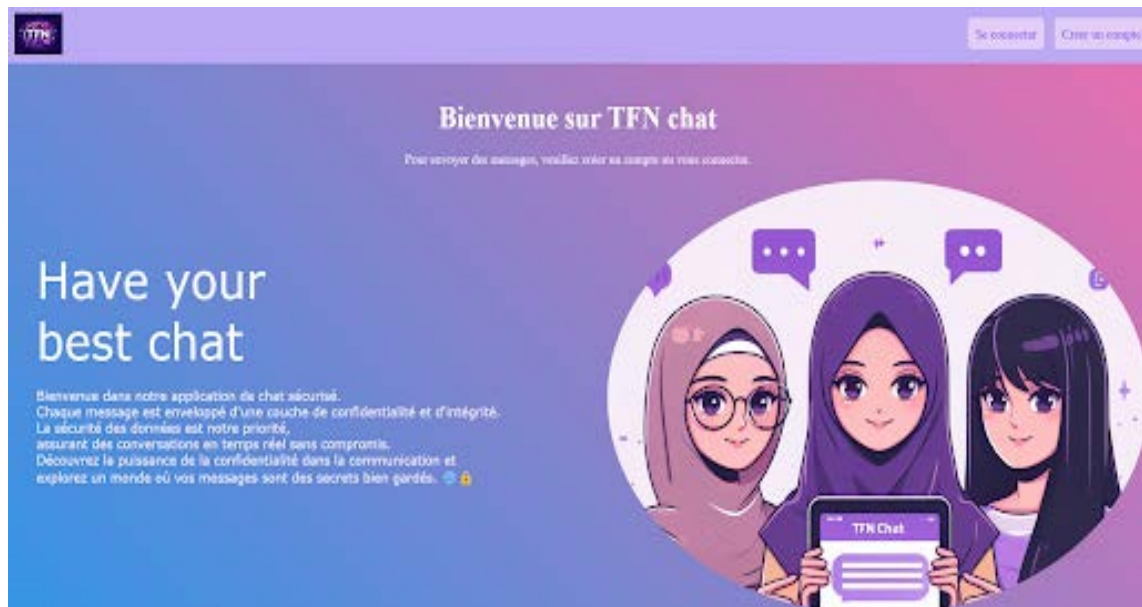 TFN
Se connecter
Créer un compte
Bienvenue sur TFN chat
Pour envoyer des messages, veuillez créer un compte ou vous connecter.
Have your
best chat
Bienvenue dans notre application de chat sécurisé.
Chaque message est enveloppé d'une couche de confidentialité et d'intégrité.
La sécurité des données est notre priorité,
assurant des conversations en temps réel sans compromis.
Découvrez la puissance de la confidentialité dans la communication et
explorez un monde où vos messages sont des secrets bien gardés. 🌐🔒
TFN Chat